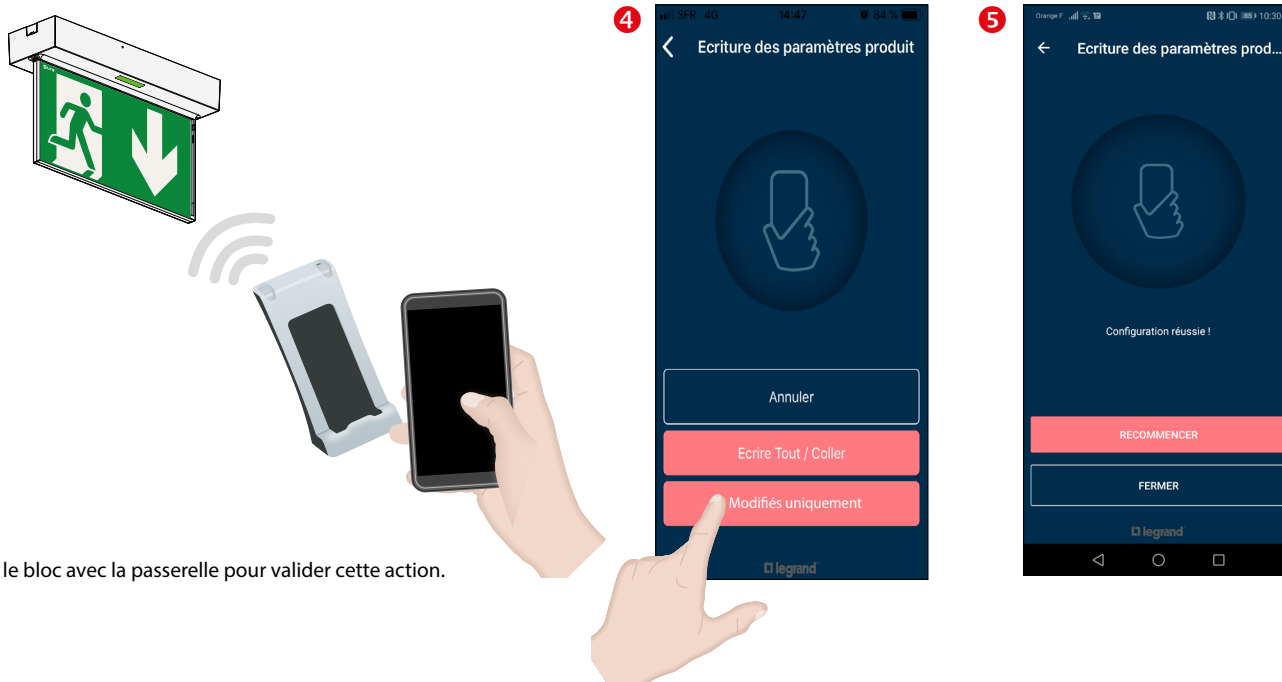 le bloc avec la passerelle pour valider cette action.
4
SFR 4G 14:47 84 %
Ecriture des paramètres produit
Annuler
Ecrire Tout / Coller
Modifiés uniquement
legrand
5
Orange F 85 10:30
Ecriture des paramètres prod...
Configuration réussie !
RECOMMENCER
FERMER
legrand